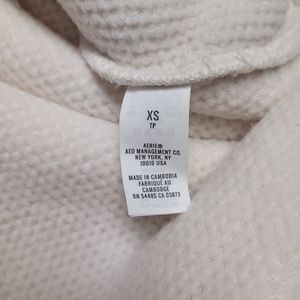 XS
TP
AERIE®
AEO MANAGEMENT CO.
NEW YORK, NY
10016 USA
MADE IN CAMBODIA
FABRIQUÉ AU
CAMBODGE
RN 54485 CA 03873